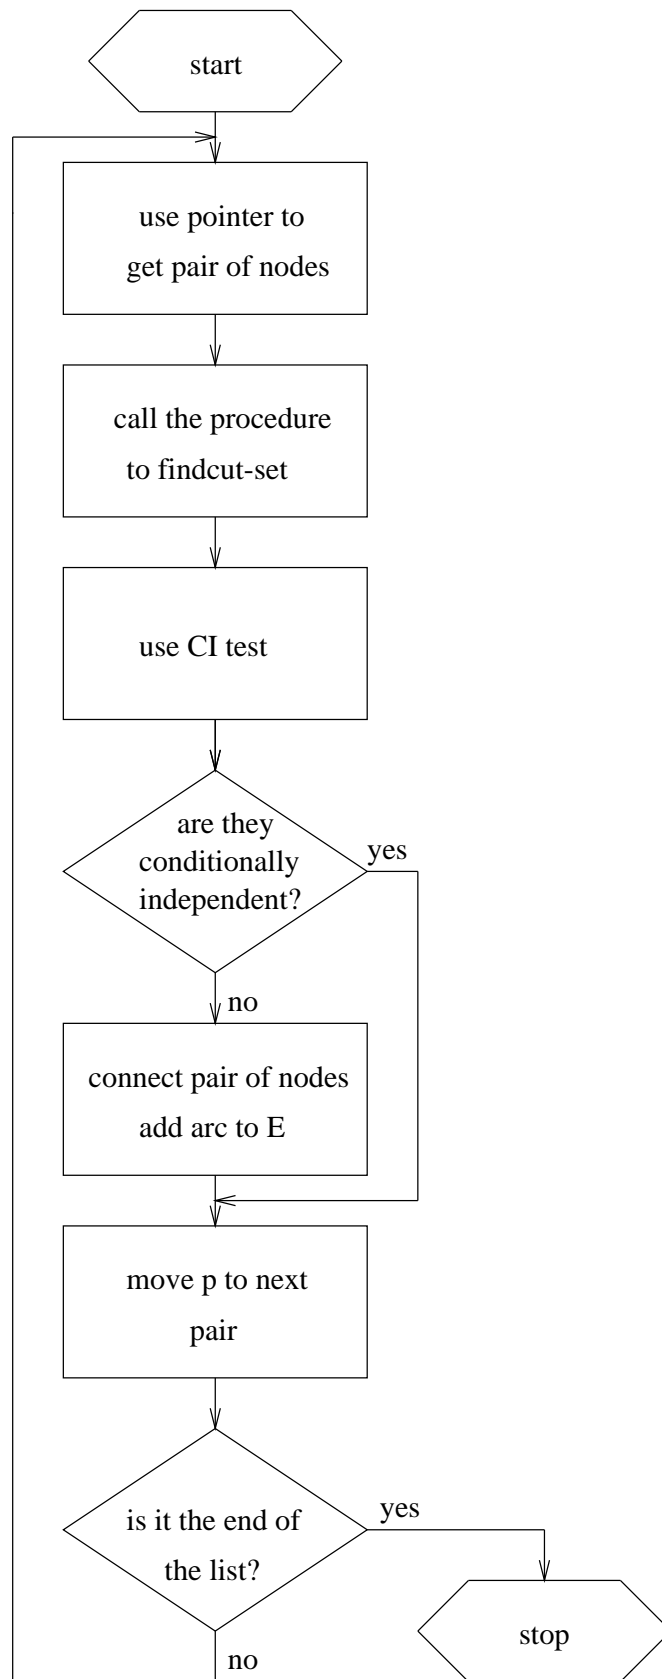 start
use pointer to
get pair of nodes
call the procedure
to findcut-set
use CI test
are they
conditionally
independent?
yes
no
connect pair of nodes
add arc to E
move p to next
pair
is it the end of
the list?
yes
stop
no